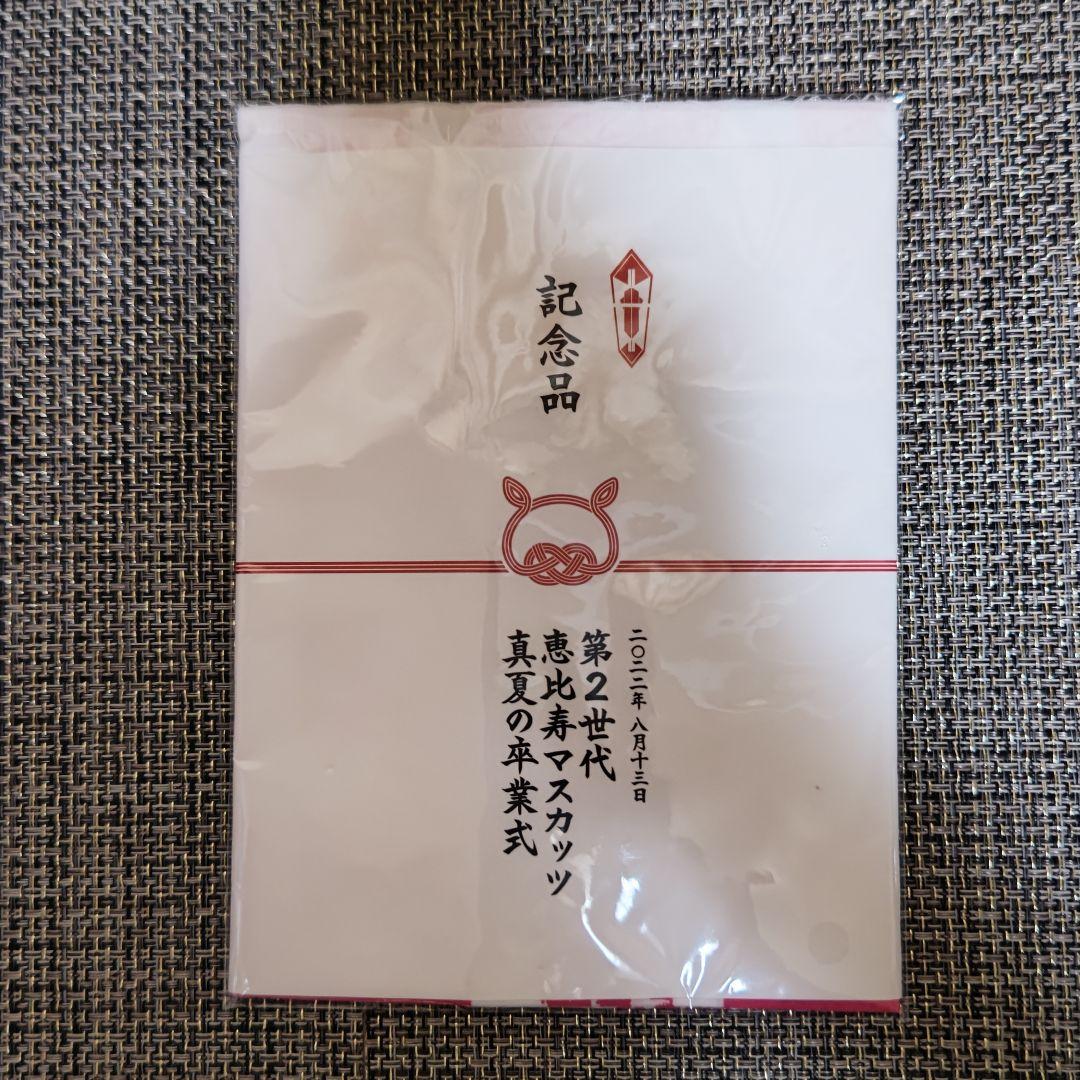 記念品
二〇二二年 八月十三日
第2世代
恵比寿マスカッツ
真夏の卒業式